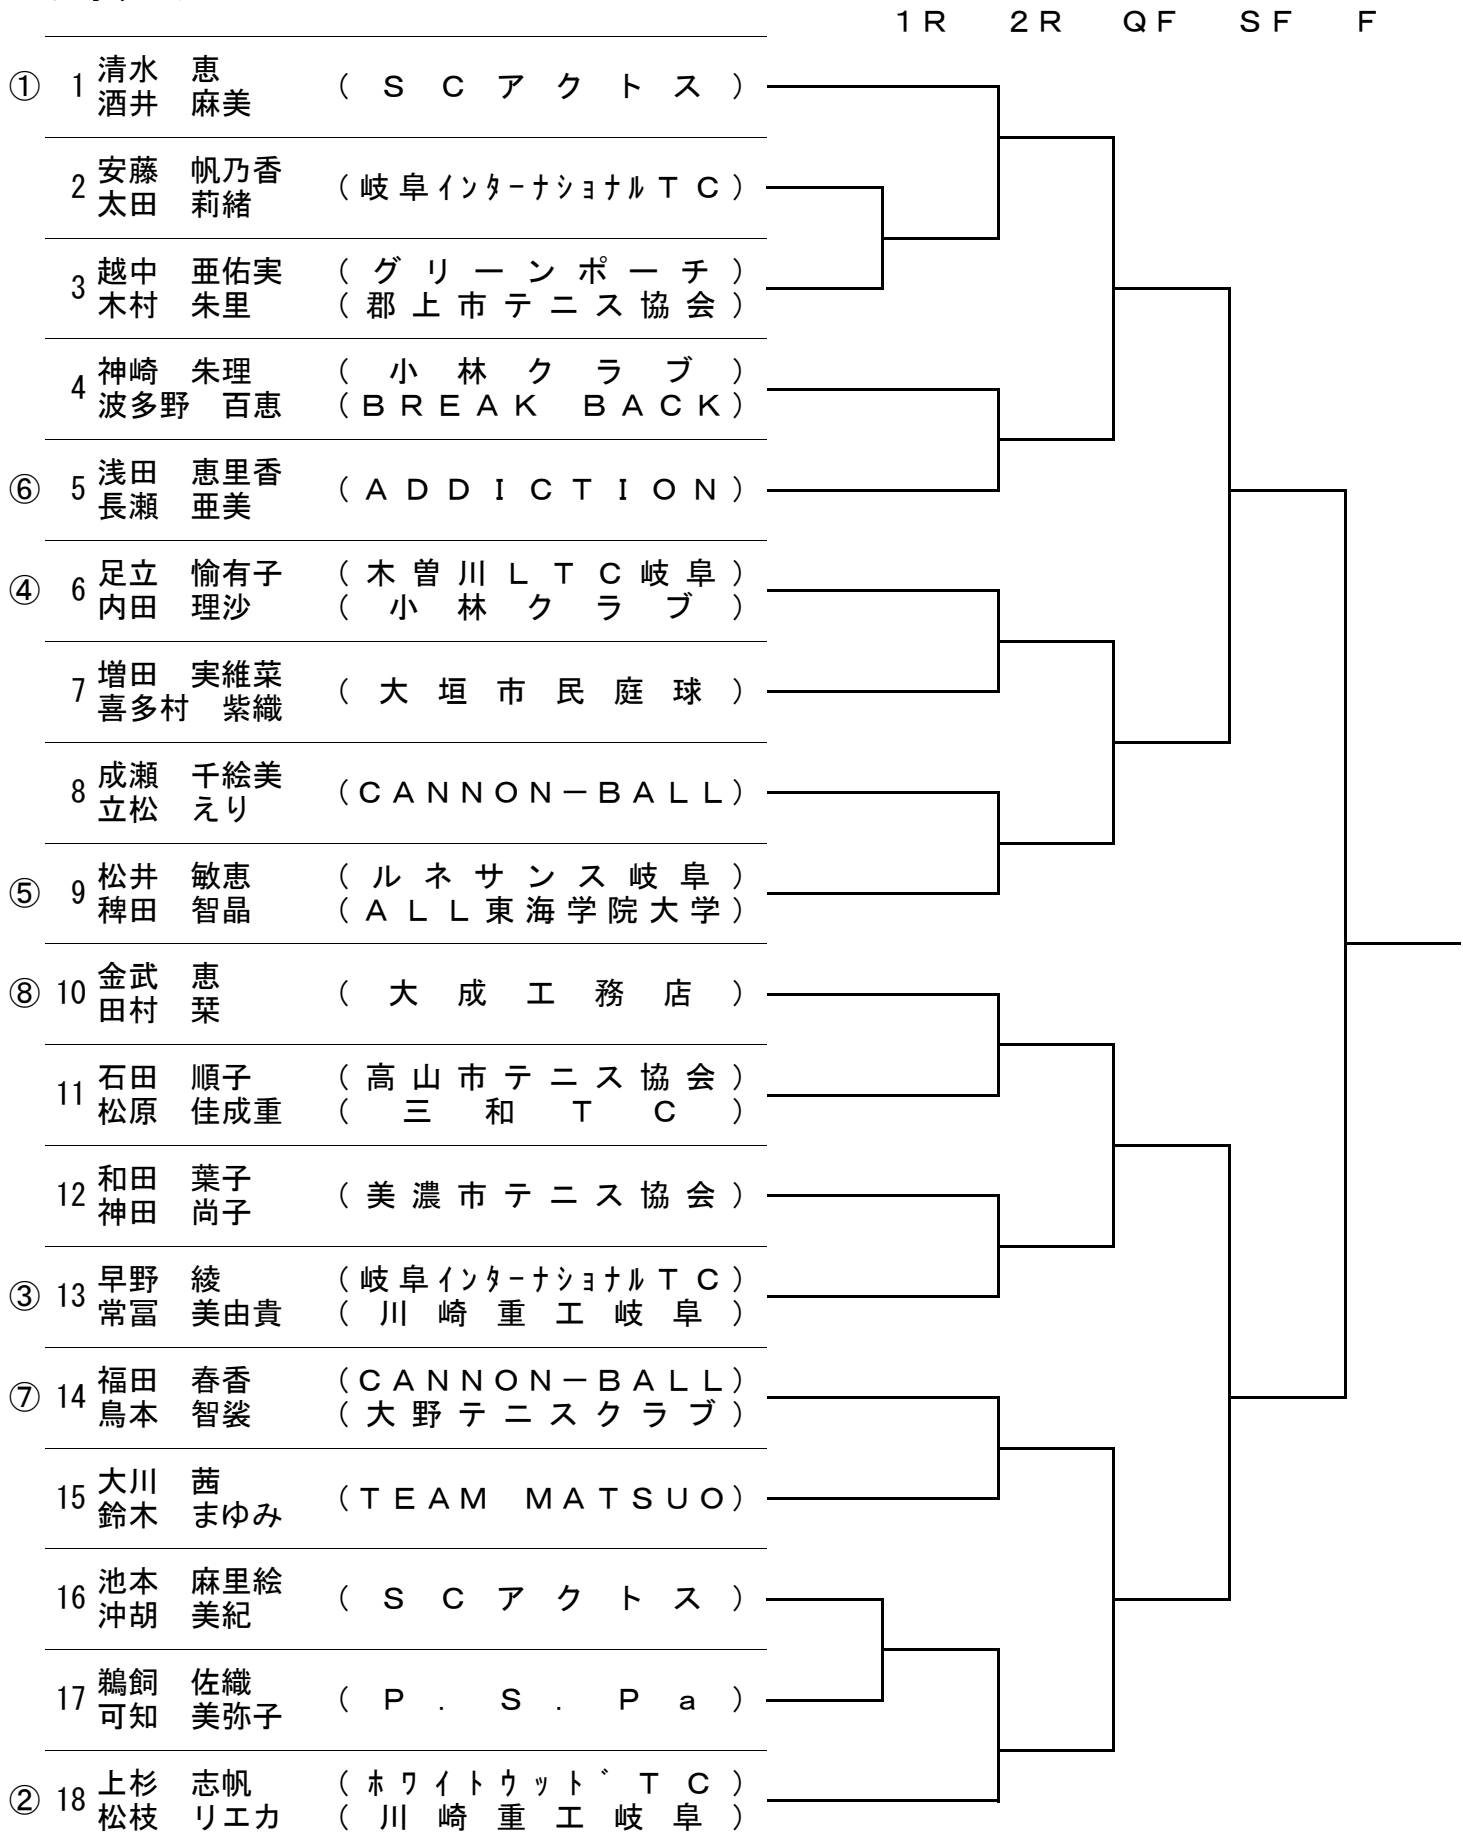 1R 2R QF SF F
① 1 清水 恵 (SCアクトス)
酒井 麻美
2 安藤 帆乃香 (岐阜ｲﾝﾀｰﾅｼｮﾅﾙTC)
太田 莉緒
3 越中 亜佑実 (グリーンポーチ)
木村 朱里 (郡上市テニス協会)
4 神崎 朱理 (小林クラブ)
波多野 百恵 (BREAK BACK)
⑥ 5 浅田 恵里香 (ADDICTION)
長瀬 亜美
④ 6 足立 愉有子 (木曽川LTC岐阜)
内田 理沙 (小林クラブ)
7 増田 実維菜 (大垣市民庭球)
喜多村 紫織
8 成瀬 千絵美 (CANNON－BALL)
立松 えり
⑤ 9 松井 敏恵 (ルネサンス岐阜)
稗田 智晶 (ALL東海学院大学)
⑧ 10 金武 恵 (大成工務店)
田村 栞
11 石田 順子 (高山市テニス協会)
松原 佳成重 (三和TC)
12 和田 葉子 (美濃市テニス協会)
神田 尚子
③ 13 早野 綾 (岐阜ｲﾝﾀｰﾅｼｮﾅﾙTC)
常冨 美由貴 (川崎重工岐阜)
⑦ 14 福田 春香 (CANNON－BALL)
鳥本 智裟 (大野テニスクラブ)
15 大川 茜 (TEAM MATSUO)
鈴木 まゆみ
16 池本 麻里絵 (SCアクトス)
沖胡 美紀
17 鵜飼 佐織 (P.S.Pa)
可知 美弥子
② 18 上杉 志帆 (ﾎﾜｲﾄｳｯﾄﾞTC)
松枝 リエカ (川崎重工岐阜)